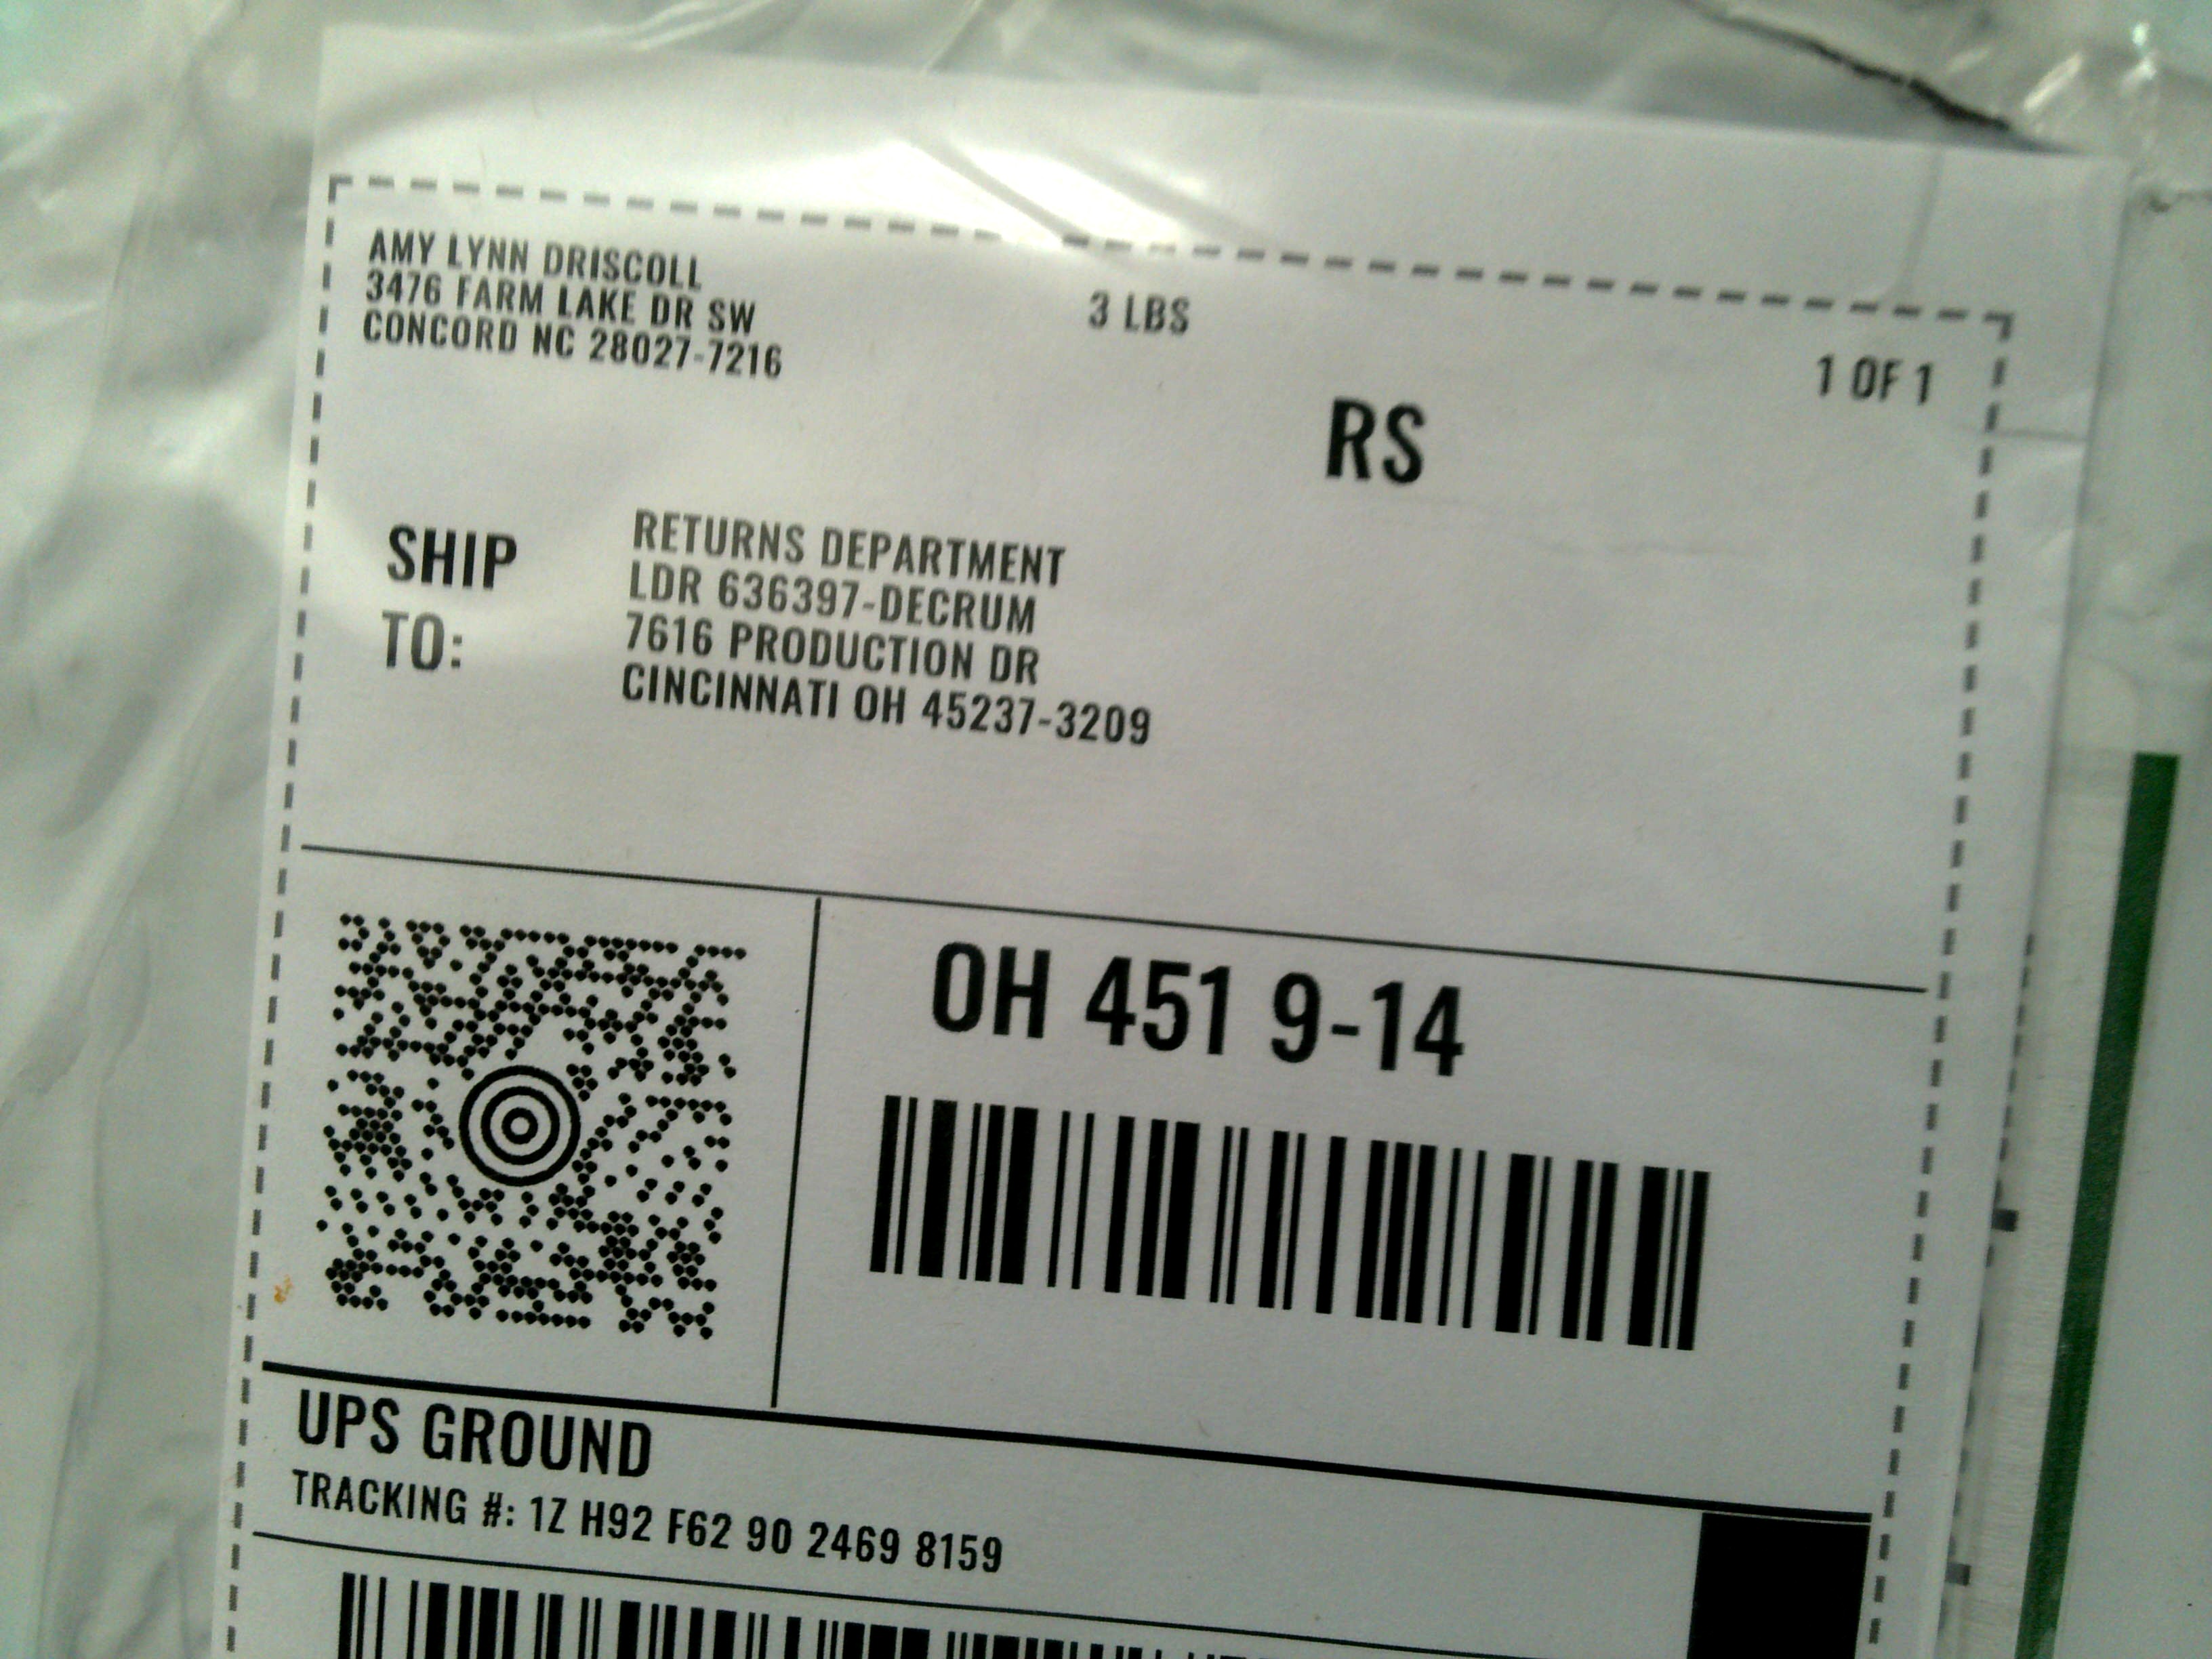 AMY LYNN DRISCOLL
3476 FARM LAKE DR SW
CONCORD NC 28027-7216
3 LBS
1 OF 1
RS
SHIP
TO:
RETURNS DEPARTMENT
LDR 636397-DECRUM
7616 PRODUCTION DR
CINCINNATI OH 45237-3209
OH 451 9-14
UPS GROUND
TRACKING #: 1Z H92 F62 90 2469 8159